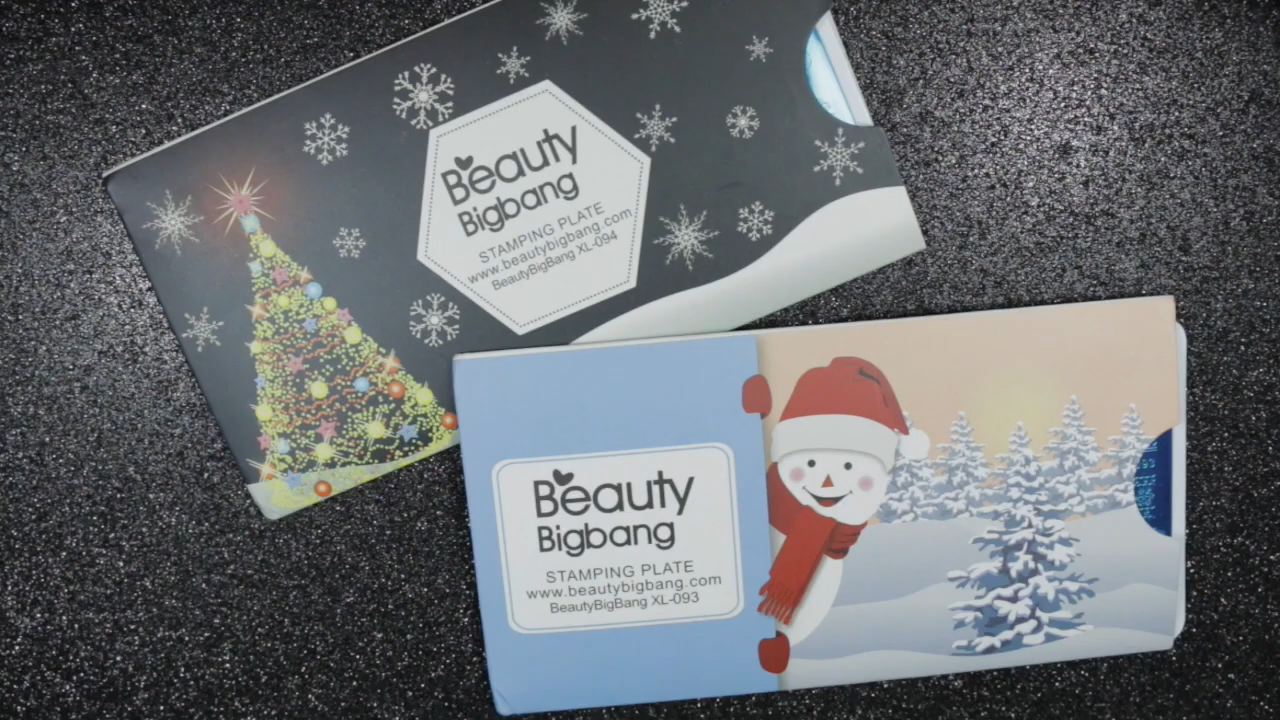 Beauty
Bigbang
STAMPING PLATE
www.beautybigbang.com
BeautyBigBang XL-094
Beauty
Bigbang
STAMPING PLATE
www.beautybigbang.com
BeautyBigBang XL-093